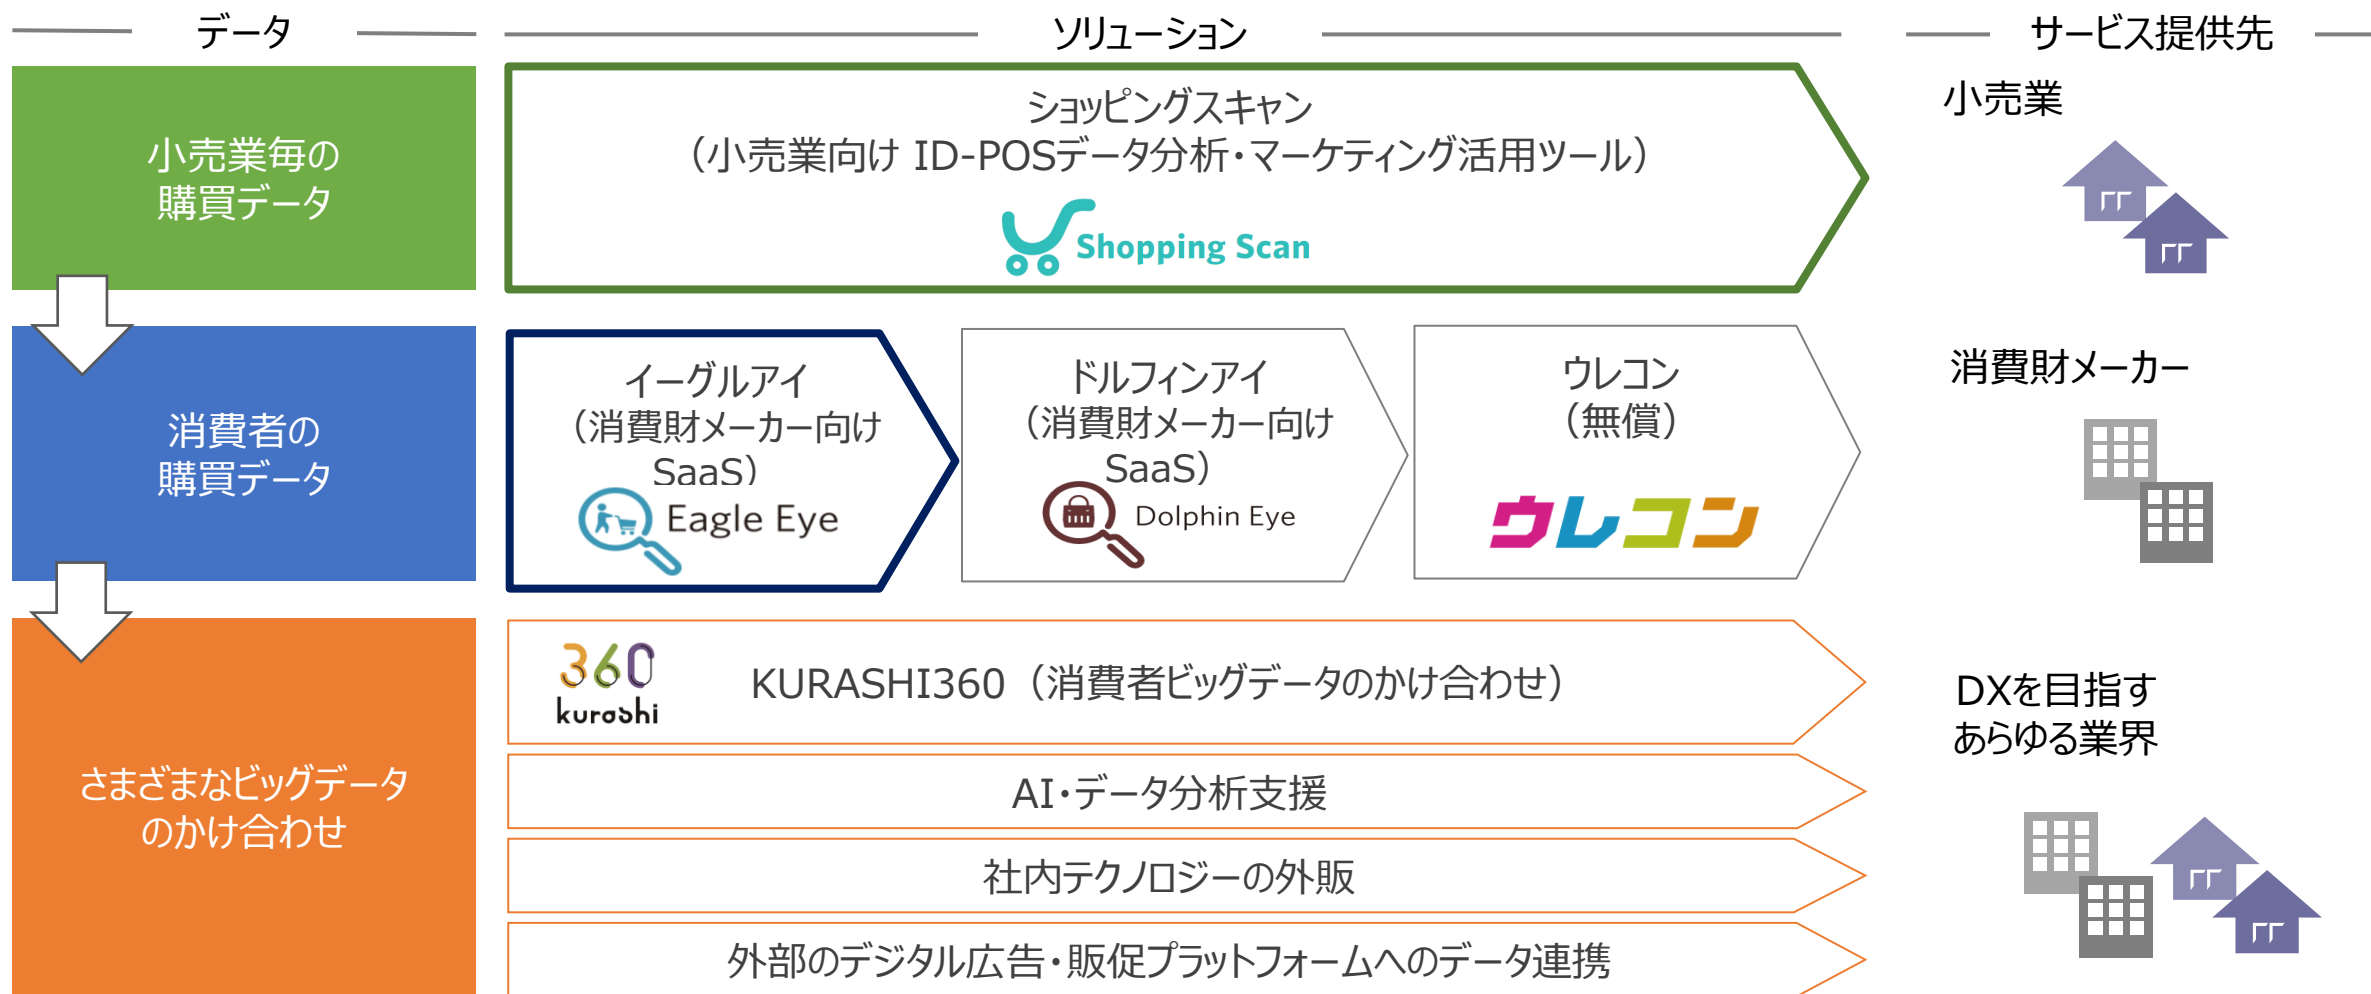 データ
ソリューション
サービス提供先
小売業毎の
購買データ
ショッピングスキャン
（小売業向け ID-POSデータ分析・マーケティング活用ツール）
Shopping Scan
小売業
消費者の
購買データ
イーグルアイ
（消費財メーカー向け
SaaS）
Eagle Eye
ドルフィンアイ
（消費財メーカー向け
SaaS）
Dolphin Eye
ウレコン
（無償）
ウレコン
消費財メーカー
さまざまなビッグデータ
のかけ合わせ
360
kurashi
KURASHI360（消費者ビッグデータのかけ合わせ）
AI・データ分析支援
社内テクノロジーの外販
外部のデジタル広告・販促プラットフォームへのデータ連携
DXを目指す
あらゆる業界